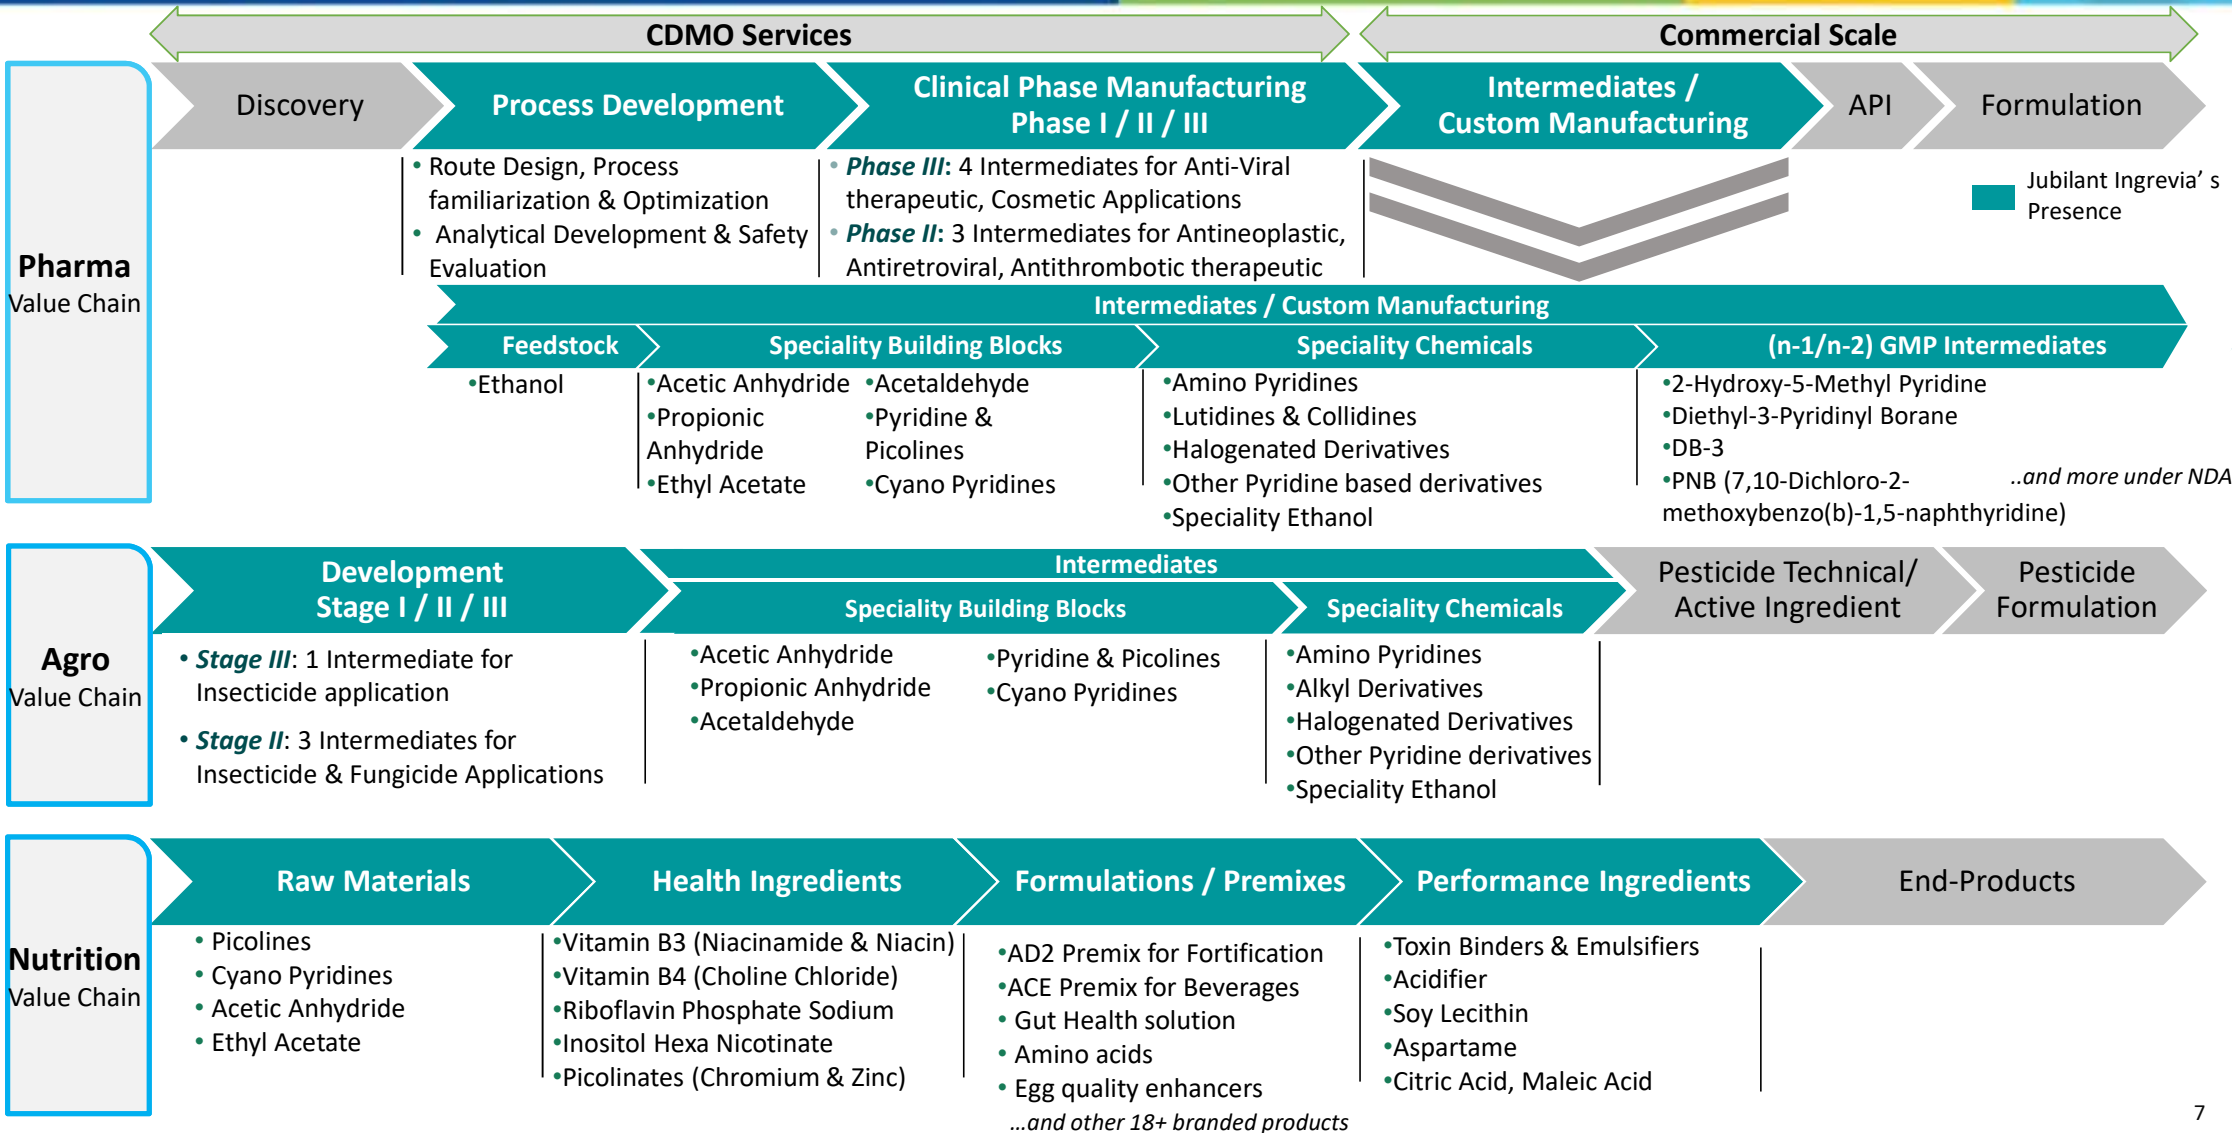 CDMO Services
Commercial Scale
Pharma
Value Chain
Discovery
Process Development
Clinical Phase Manufacturing
Phase I / II / III
Intermediates /
Custom Manufacturing
API
Formulation
• Route Design, Process
familiarization & Optimization
• Analytical Development & Safety
Evaluation
• Phase III: 4 Intermediates for Anti-Viral
therapeutic, Cosmetic Applications
• Phase II: 3 Intermediates for Antineoplastic,
Antiretroviral, Antithrombotic therapeutic
Jubilant Ingrevia' s
Presence
Intermediates / Custom Manufacturing
Feedstock
Speciality Building Blocks
Speciality Chemicals
(n-1/n-2) GMP Intermediates
•Ethanol
•Acetic Anhydride
•Propionic
Anhydride
•Ethyl Acetate
•Acetaldehyde
•Pyridine &
Picolines
•Cyano Pyridines
•Amino Pyridines
•Lutidines & Collidines
•Halogenated Derivatives
•Other Pyridine based derivatives
•Speciality Ethanol
•2-Hydroxy-5-Methyl Pyridine
•Diethyl-3-Pyridinyl Borane
•DB-3
•PNB (7,10-Dichloro-2-
methoxybenzo(b)-1,5-naphthyridine)
..and more under NDA
Agro
Value Chain
Development
Stage I / II / III
Intermediates
Speciality Building Blocks
Speciality Chemicals
Pesticide Technical/
Active Ingredient
Pesticide
Formulation
• Stage III: 1 Intermediate for
Insecticide application
• Stage II: 3 Intermediates for
Insecticide & Fungicide Applications
•Acetic Anhydride
•Propionic Anhydride
•Acetaldehyde
•Pyridine & Picolines
•Cyano Pyridines
•Amino Pyridines
•Alkyl Derivatives
•Halogenated Derivatives
•Other Pyridine derivatives
•Speciality Ethanol
Nutrition
Value Chain
Raw Materials
Health Ingredients
Formulations / Premixes
Performance Ingredients
End-Products
• Picolines
• Cyano Pyridines
• Acetic Anhydride
• Ethyl Acetate
•Vitamin B3 (Niacinamide & Niacin)
•Vitamin B4 (Choline Chloride)
•Riboflavin Phosphate Sodium
•Inositol Hexa Nicotinate
•Picolinates (Chromium & Zinc)
•AD2 Premix for Fortification
•ACE Premix for Beverages
• Gut Health solution
• Amino acids
• Egg quality enhancers
...and other 18+ branded products
•Toxin Binders & Emulsifiers
•Acidifier
•Soy Lecithin
•Aspartame
•Citric Acid, Maleic Acid
7